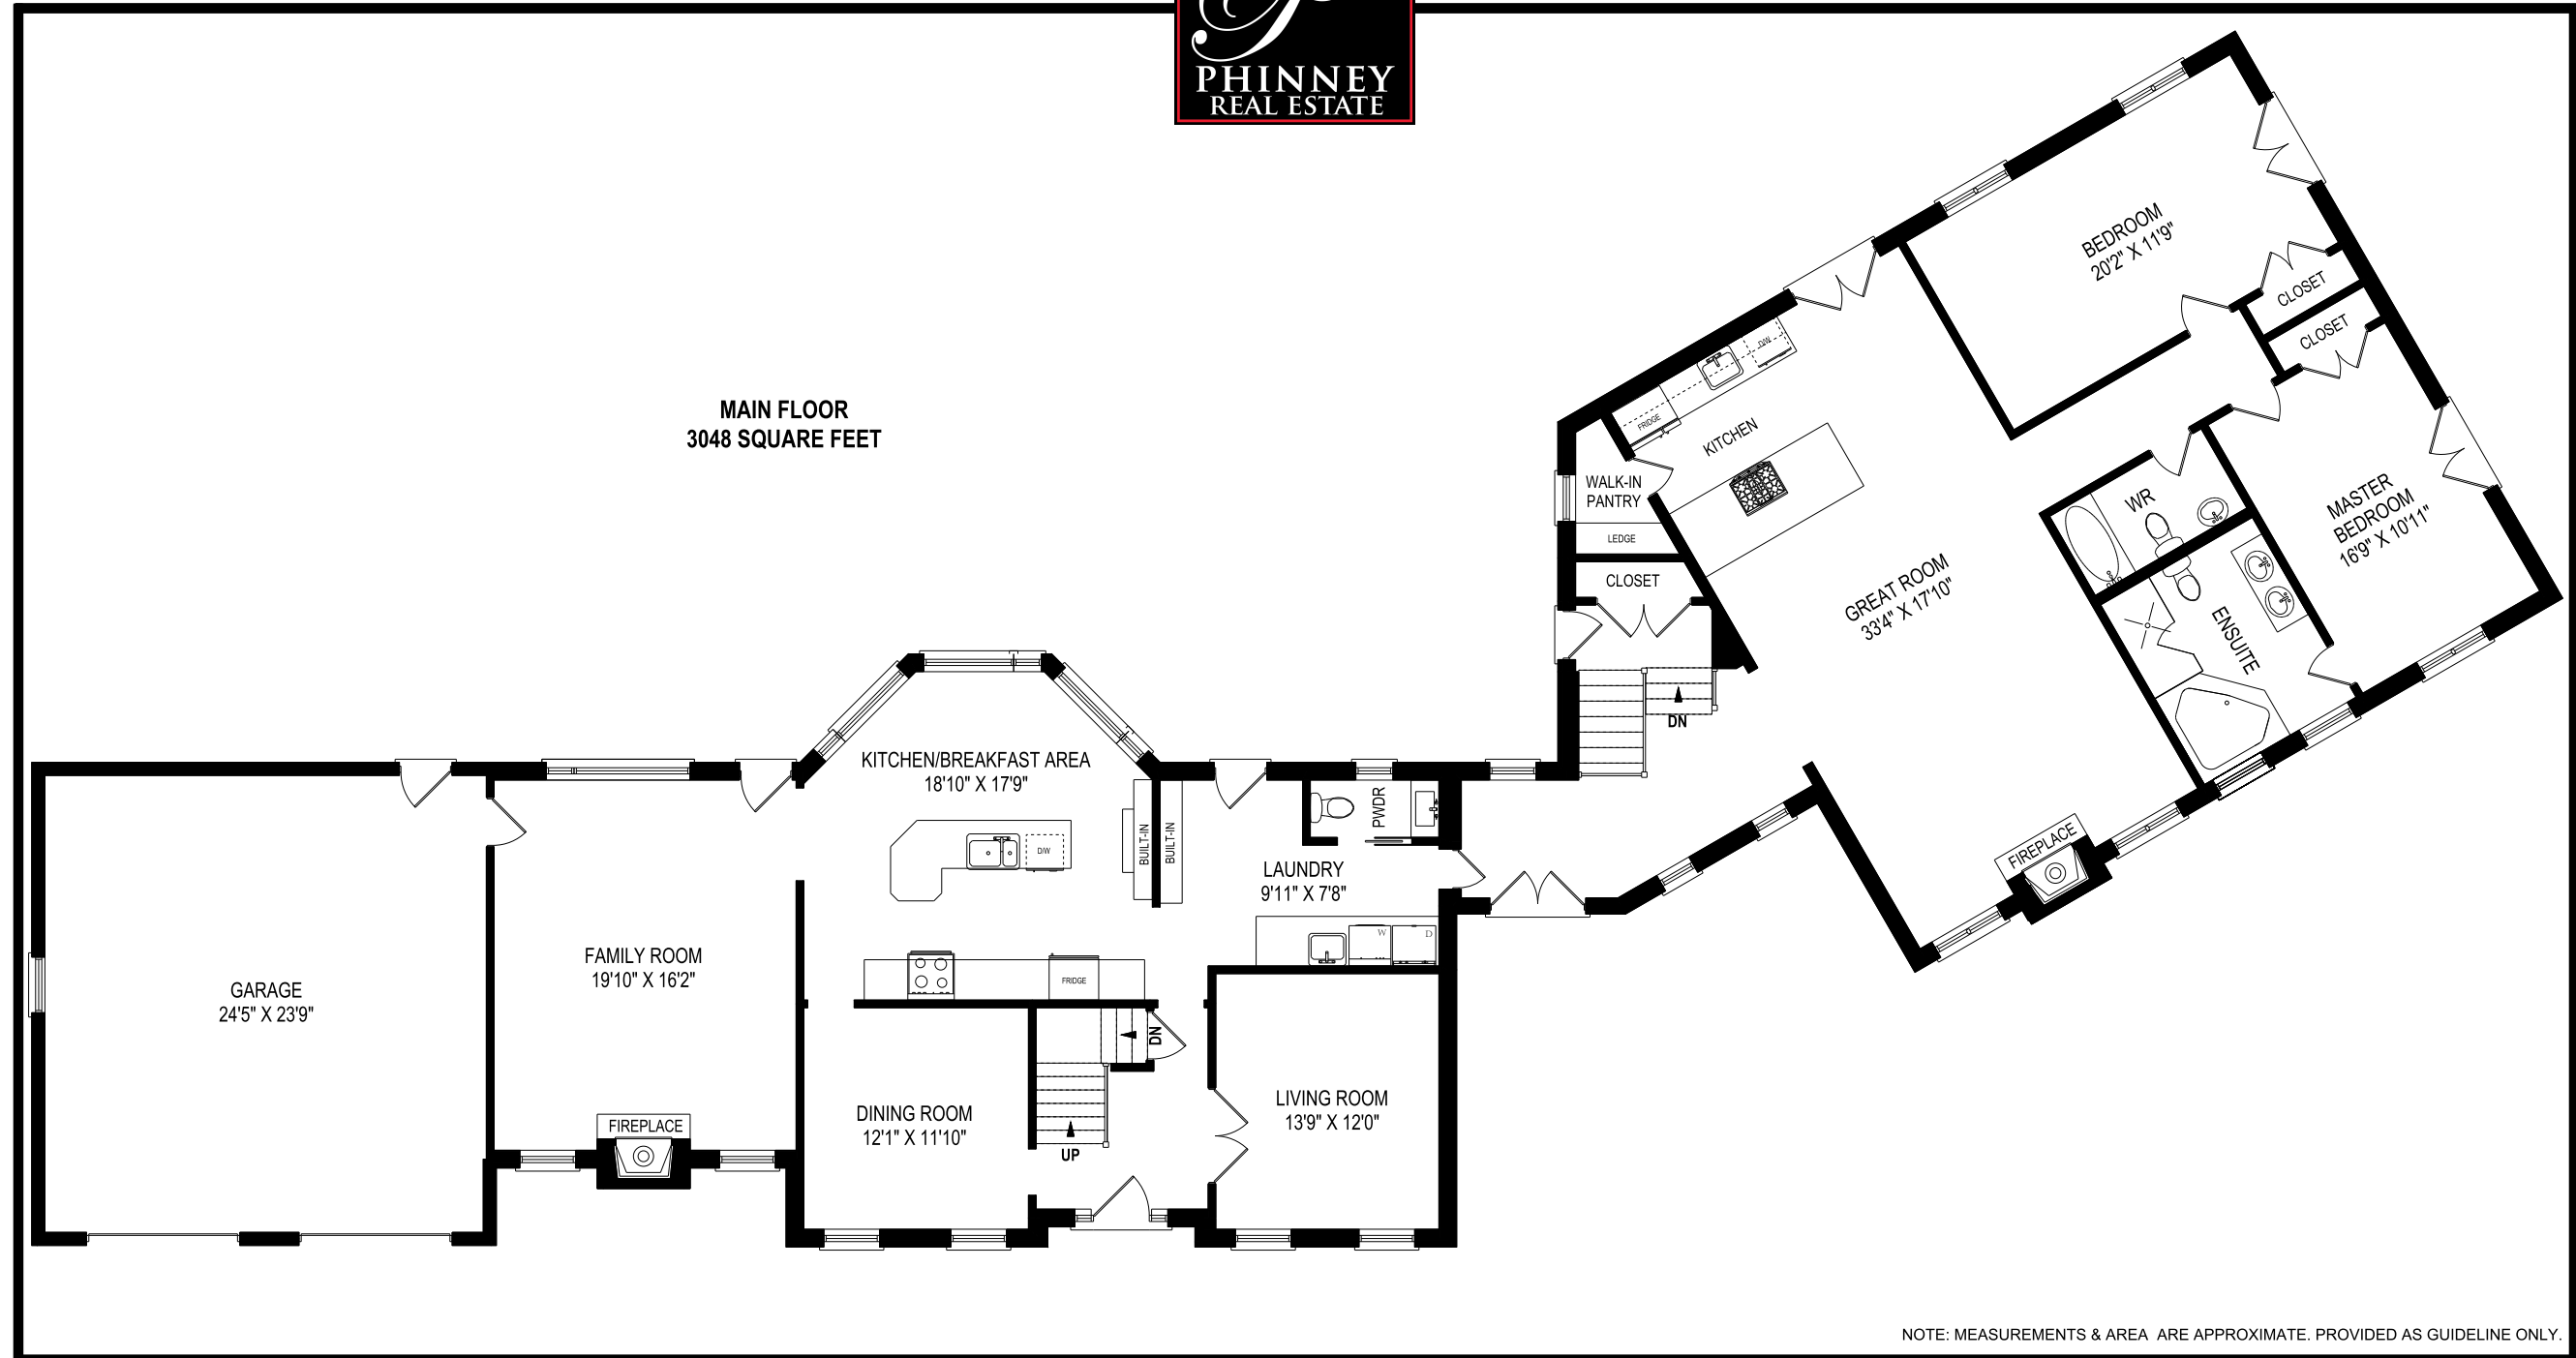 P
PHINNEY
REAL ESTATE
MAIN FLOOR
3048 SQUARE FEET
BEDROOM
20'2" X 11'9"
CLOSET
CLOSET
D/W
FRIDGE
KITCHEN
WALK-IN
PANTRY
LEDGE
CLOSET
DN
GREAT ROOM
33'4" X 17'10"
WR
MASTER
BEDROOM
16'9" X 10'11"
ENSUITE
FIREPLACE
KITCHEN/BREAKFAST AREA
18'10" X 17'9"
D/W
BUILT-IN
BUILT-IN
PWDR
LAUNDRY
9'11" X 7'8"
W
D
FRIDGE
FAMILY ROOM
19'10" X 16'2"
GARAGE
24'5" X 23'9"
FIREPLACE
DINING ROOM
12'1" X 11'10"
DN
UP
LIVING ROOM
13'9" X 12'0"
NOTE: MEASUREMENTS & AREA ARE APPROXIMATE. PROVIDED AS GUIDELINE ONLY.